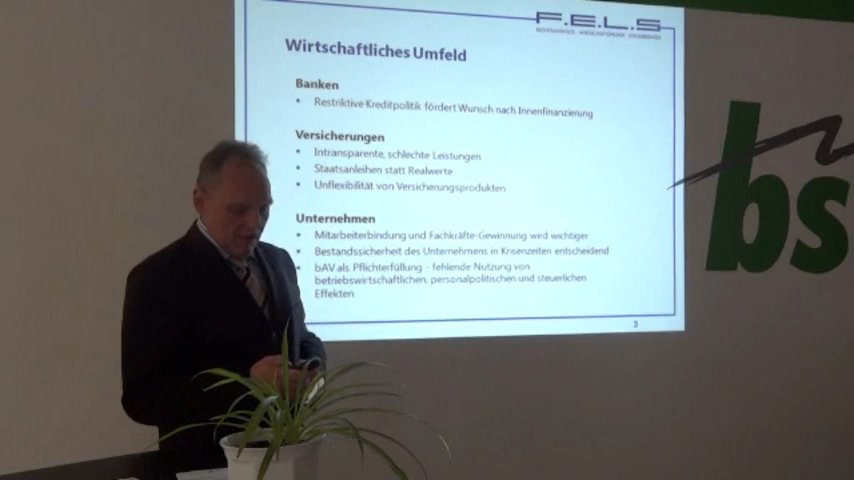 F.E.L.S
Wirtschaftliches Umfeld
Banken
• Restriktive Kreditpolitik fördert Wunsch nach Innenfinanzierung
Versicherungen
• Intransparente, schlechte Leistungen
• Staatsanleihen statt Realwerte
• Unflexibilität von Versicherungsprodukten
Unternehmen
• Mitarbeiterbindung und Fachkräfte-Gewinnung wird wichtiger
• Bestandssicherheit des Unternehmens in Krisenzeiten entscheidend
• bAV als Pflichterfüllung – fehlende Nutzung von
betriebswirtschaftlichen, personalpolitischen und steuerlichen
Effekten
3
bs